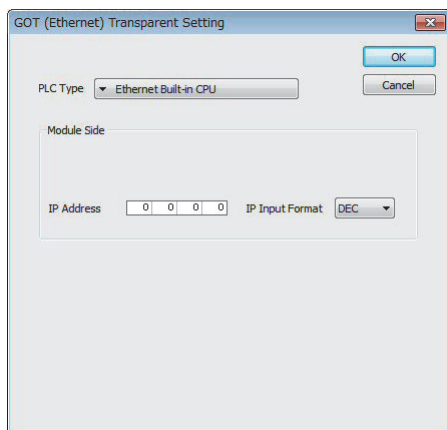 GOT (Ethernet) Transparent Setting
OK
PLC Type Ethernet Built-in CPU Cancel
Module Side
IP Address 0 0 0 0 IP Input Format DEC